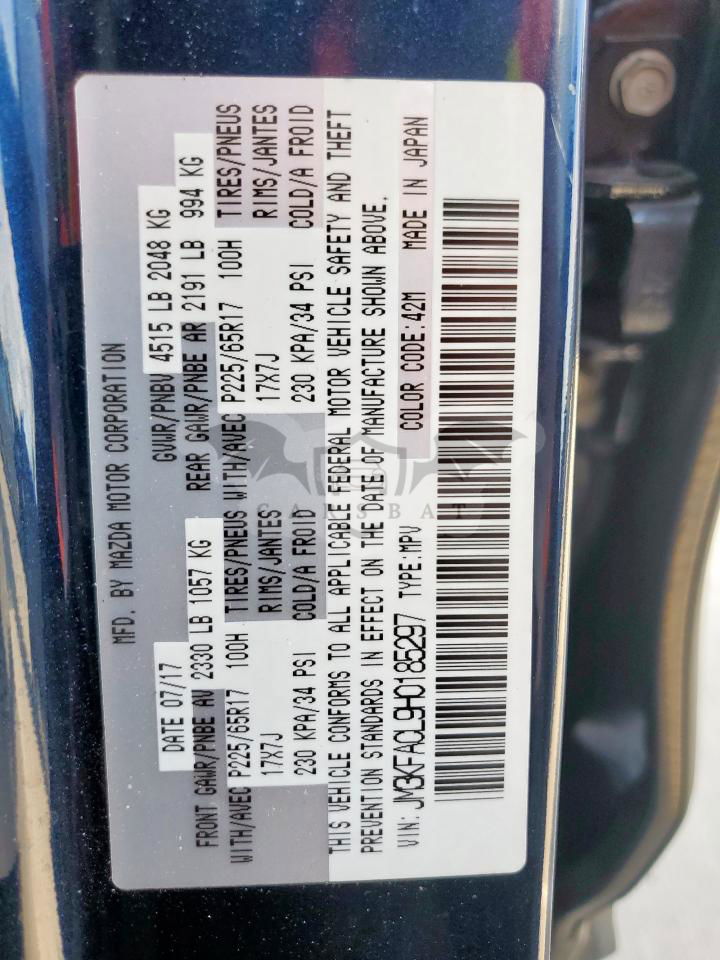 MFD. BY MAZDA MOTOR CORPORATION
DATE 07/17 GVWR/PNBV 4515 LB 2048 KG
FRONT GAWR/PNBE AV 2330 LB 1057 KG REAR GAWR/PNBE AR 2191 LB 994 KG
WITH/AVEC P225/65R17 100H TIRES/PNEUS WITH/AVEC P225/65R17 100H TIRES/PNEUS
17X7J RIMS/JANTES 17X7J RIMS/JANTES
230 KPA/34 PSI COLD/A FROID 230 KPA/34 PSI COLD/A FROID
THIS VEHICLE CONFORMS TO ALL APPLICABLE FEDERAL MOTOR VEHICLE SAFETY AND THEFT
PREVENTION STANDARDS IN EFFECT ON THE DATE OF MANUFACTURE SHOWN ABOVE.
VIN: JM3KFACL9H0185297 TYPE:MPV COLOR CODE:42M MADE IN JAPAN
CARSBAT